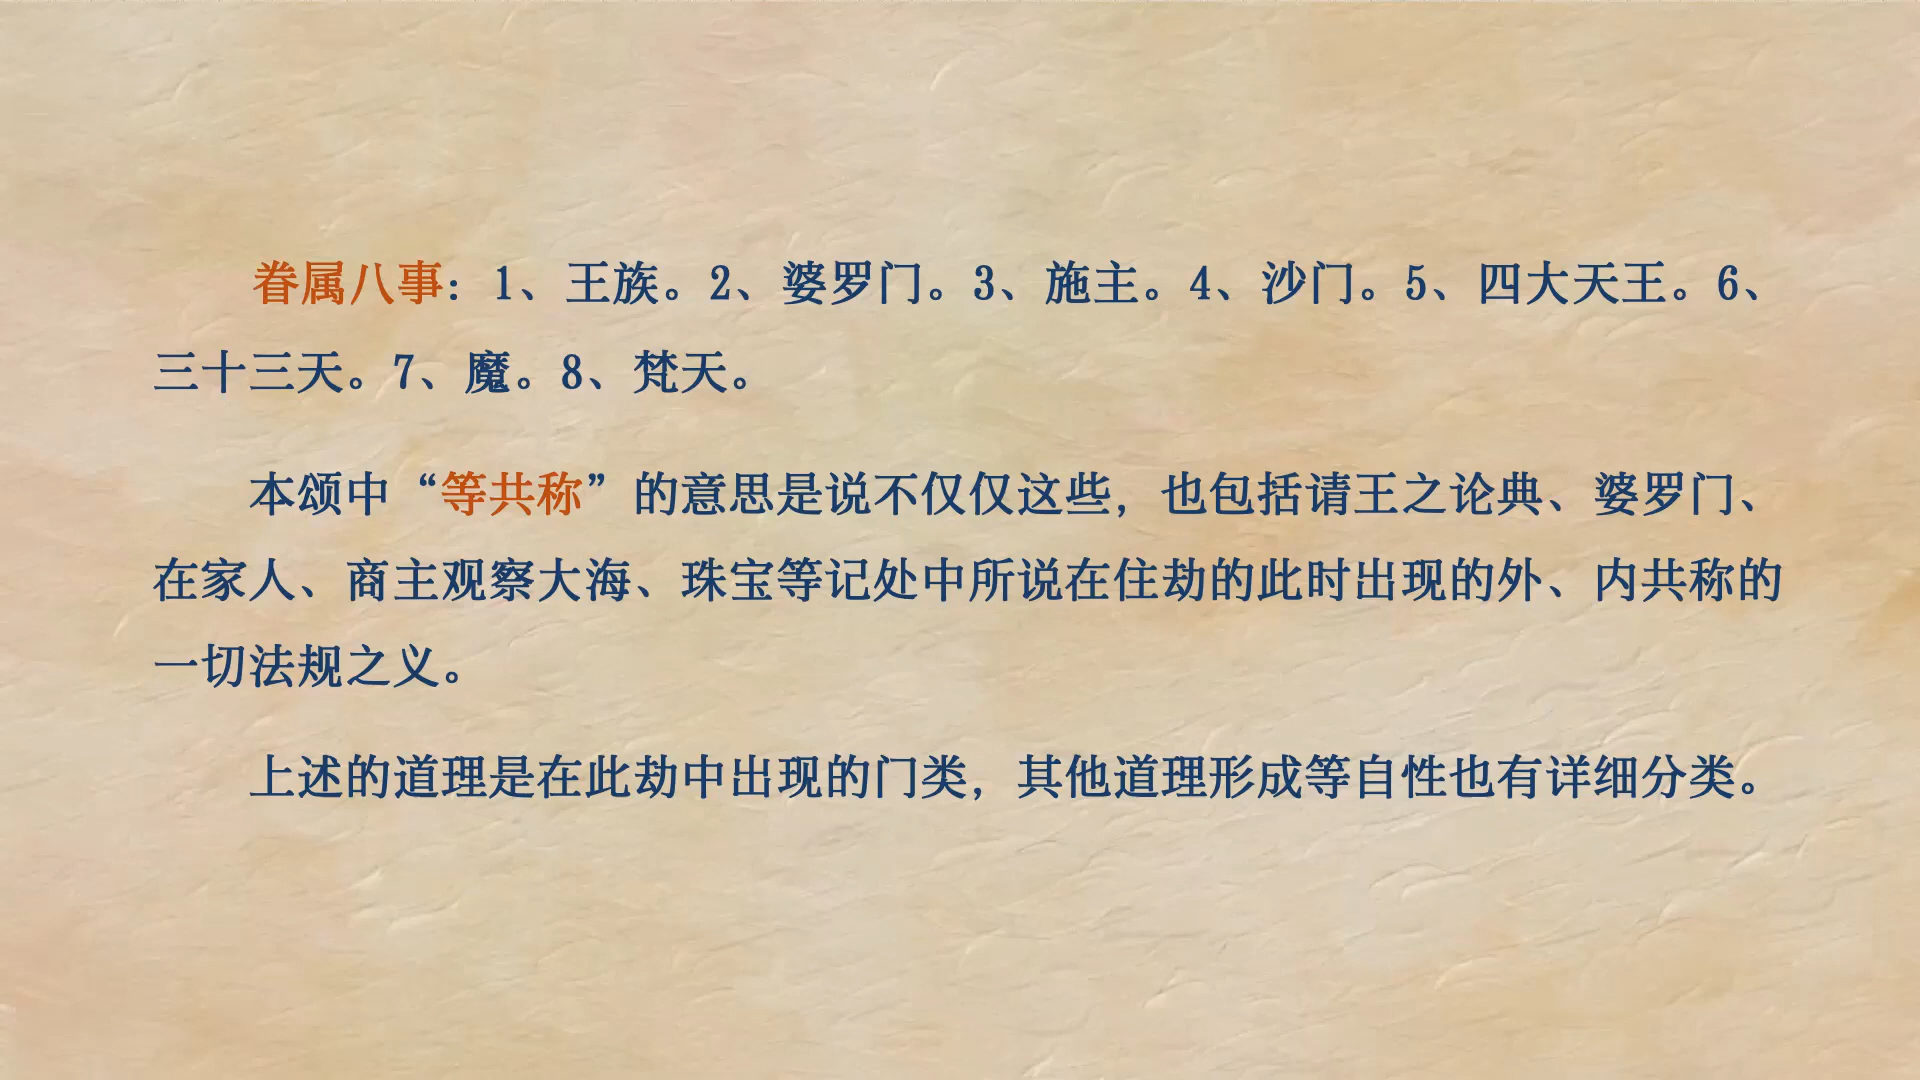 眷属八事：1、王族。2、婆罗门。3、施主。4、沙门。5、四大天王。6、
三十三天。7、魔。8、梵天。
本颂中“等共称”的意思是说不仅仅这些，也包括请王之论典、婆罗门、
在家人、商主观察大海、珠宝等记处中所说在住劫的此时出现的外、内共称的
一切法规之义。
上述的道理是在此劫中出现的门类，其他道理形成等自性也有详细分类。